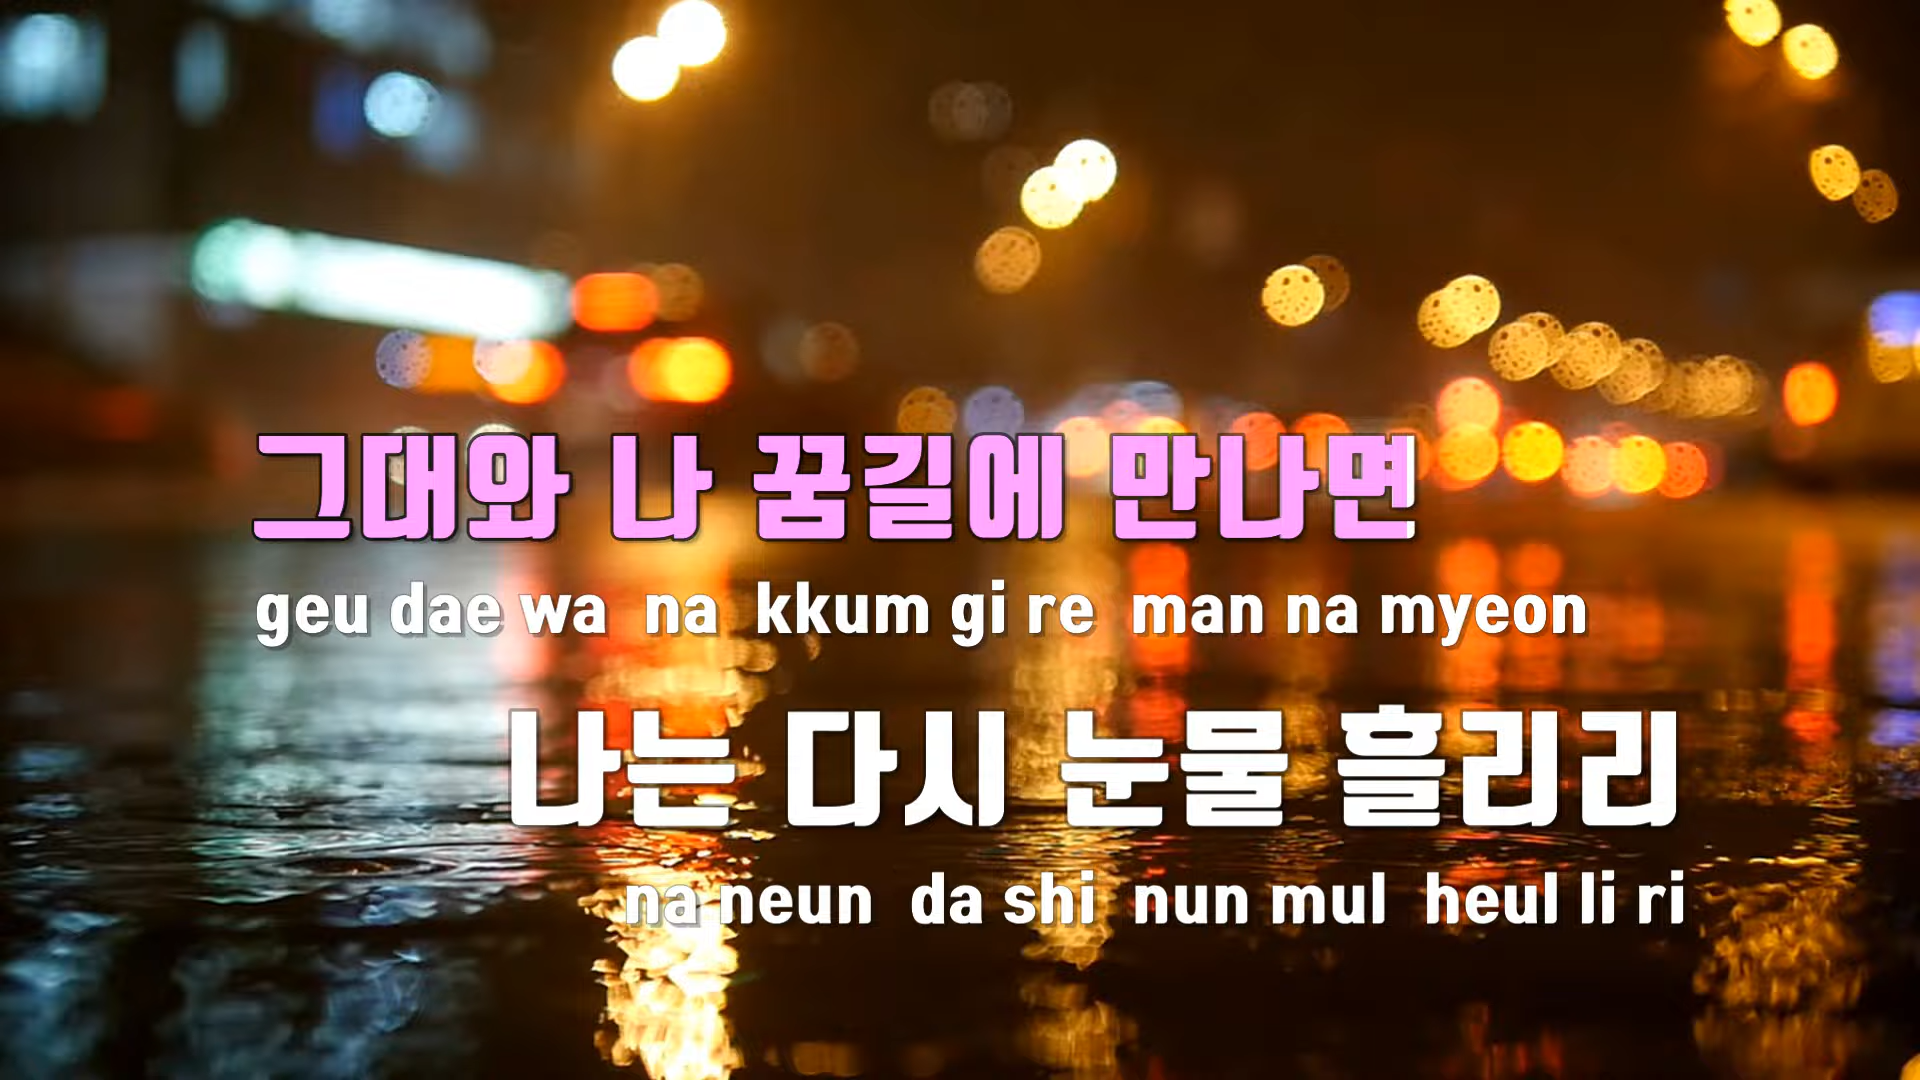 그대와 나 꿈길에 만나면
geu dae wa na kkum gi re man na myeon
나는 다시 눈물 흘리리
na neun da shi nun mul heul li ri